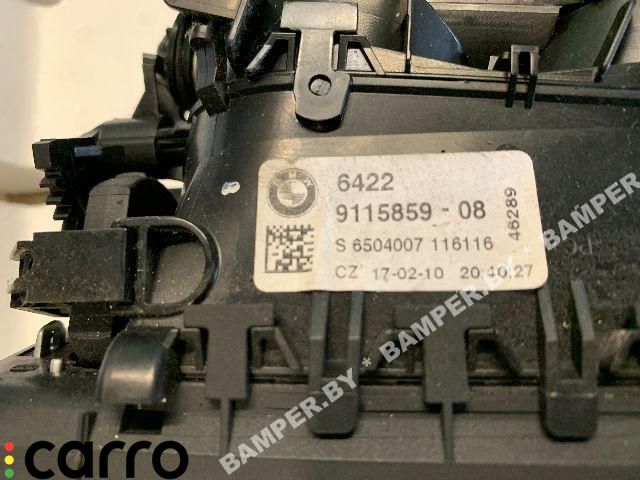 BMW
6422
9115859 - 08
S 6504007 116116
CZ 17-02-10 20:40:27
46289
BAMPER.BY * BAMPER.BY * BAMPER.BY
carro